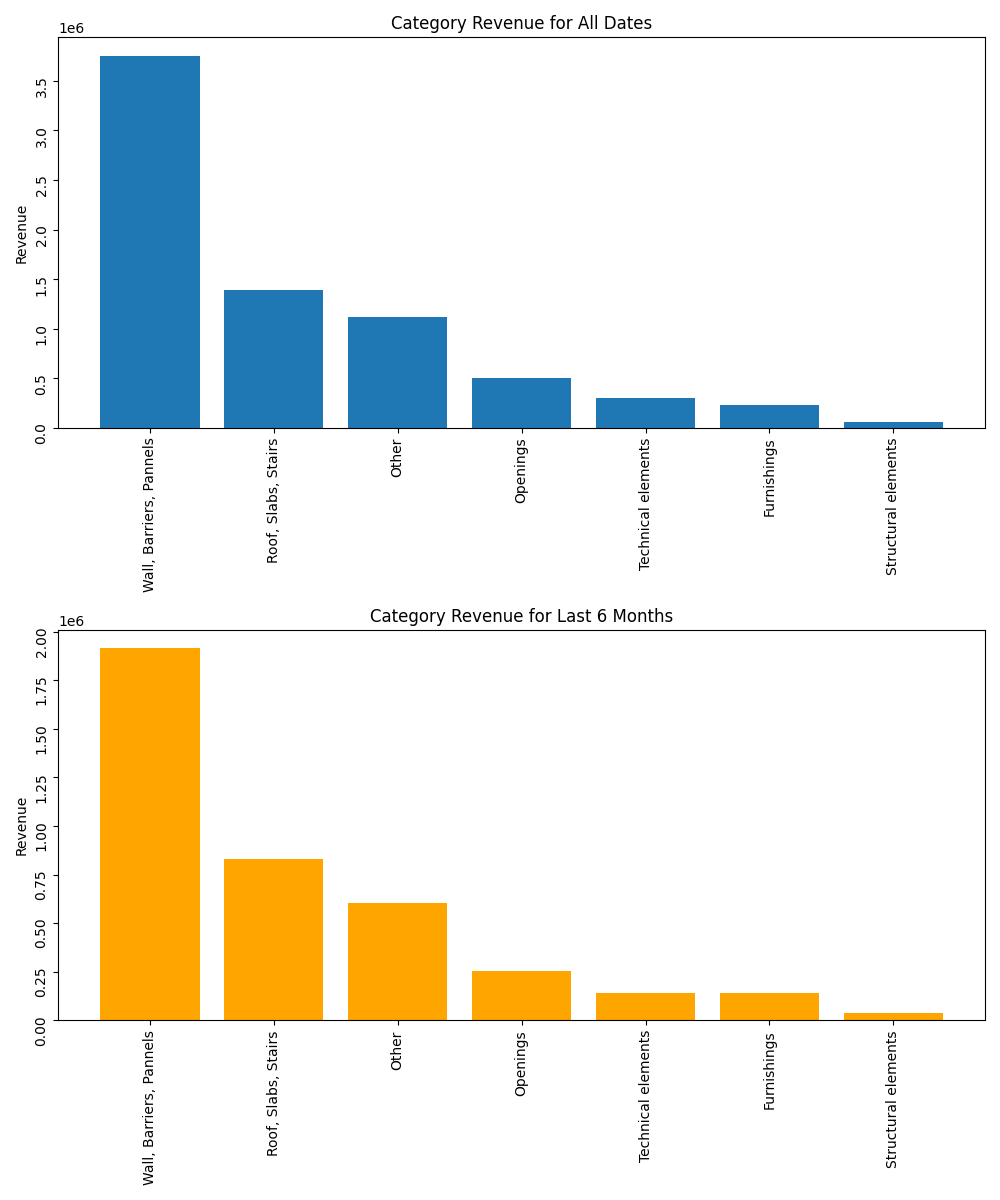 Category Revenue for All Dates
1e6
3.5
3.0
2.5
2.0
1.5
1.0
0.5
0.0
Revenue
Wall, Barriers, Pannels
Roof, Slabs, Stairs
Other
Openings
Technical elements
Furnishings
Structural elements
Category Revenue for Last 6 Months
1e6
2.00
1.75
1.50
1.25
1.00
0.75
0.50
0.25
0.00
Revenue
Wall, Barriers, Pannels
Roof, Slabs, Stairs
Other
Openings
Technical elements
Furnishings
Structural elements